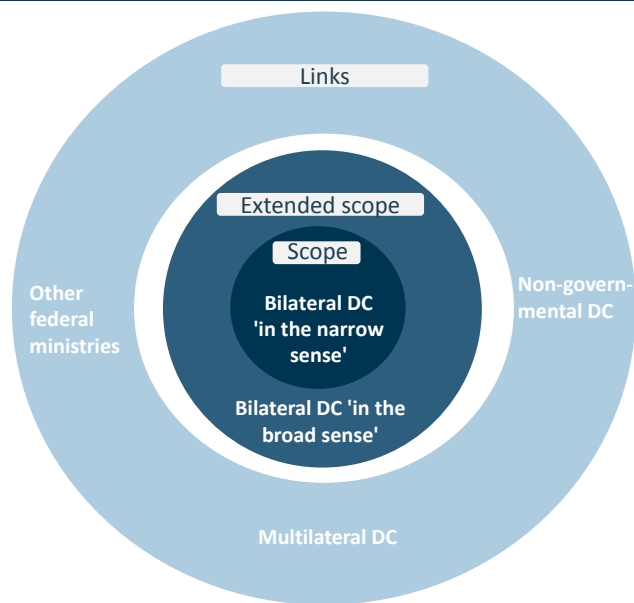 Links
Extended scope
Scope
Bilateral DC
'in the narrow
sense'
Other
federal
ministries
Non-govern-
mental DC
Bilateral DC 'in the
broad sense'
Multilateral DC